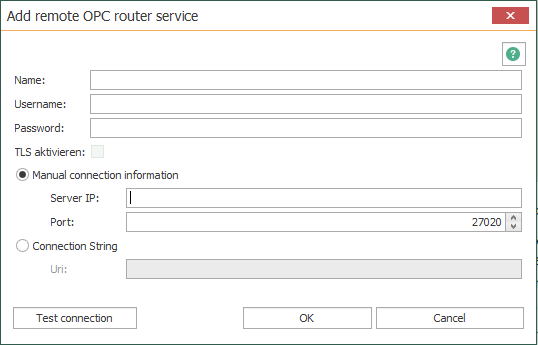 Add remote OPC router service
?
Name:
Username:
Password:
TLS aktivieren:
Manual connection information
Server IP:
Port: 27020
Connection String
Uri:
Test connection OK Cancel